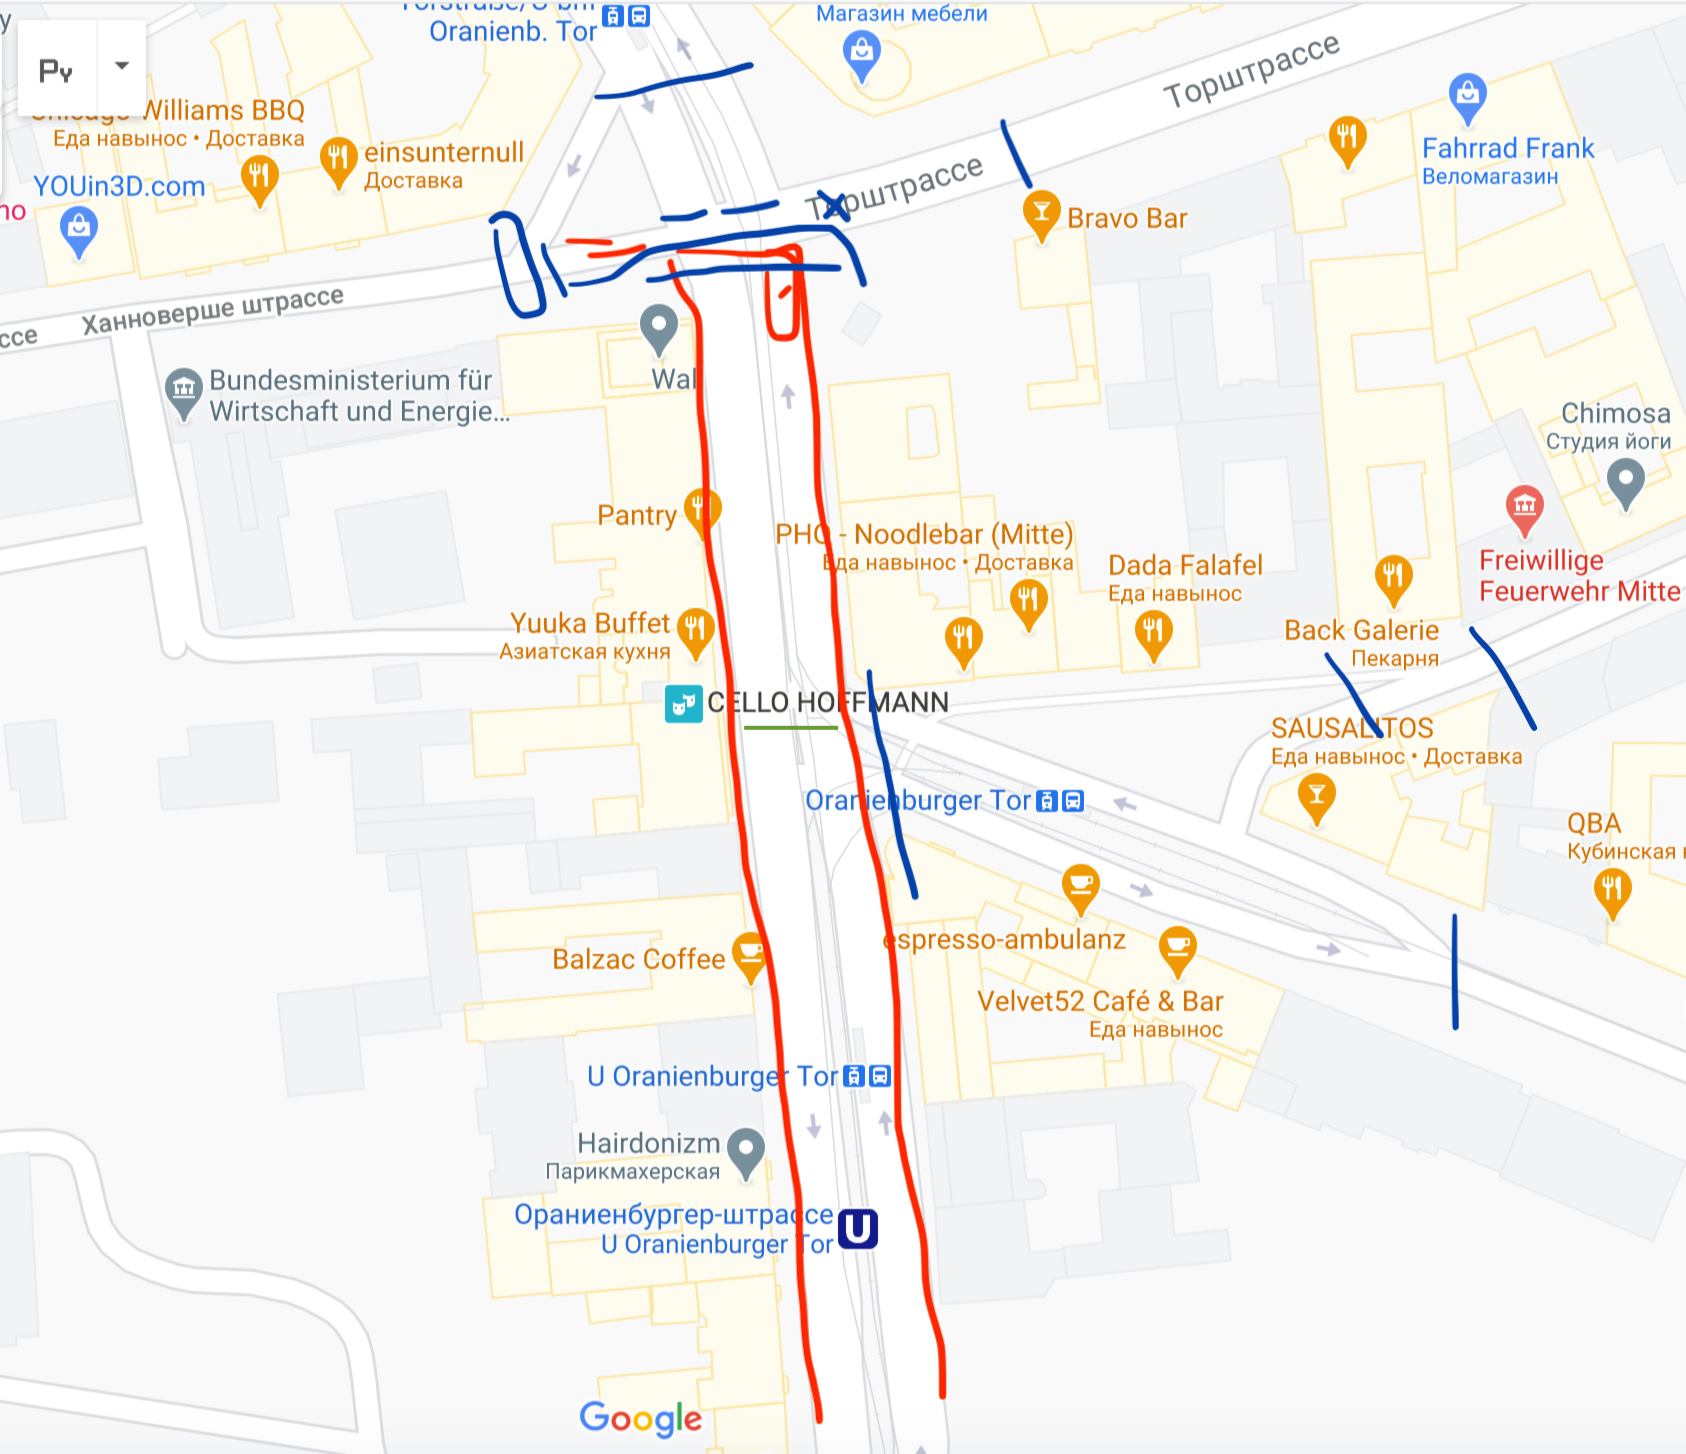 Oranienb. Tor
Магазин мебели
Торштрассе
Williams BBQ
Еда навынос • Доставка
einsunternull
Доставка
YOUin3D.com
Fahrrad Frank
Веломагазин
Торштрассе
Bravo Bar
Ханноверше штрассе
Wal
Bundesministerium für
Wirtschaft und Energie...
Chimosa
Студия йоги
Pantry
PHO - Noodlebar (Mitte)
Еда навынос • Доставка
Dada Falafel
Еда навынос
Freiwillige
Feuerwehr Mitte
Yuuka Buffet
Азиатская кухня
Back Galerie
Пекарня
CELLO HOFFMANN
SAUSALITOS
Еда навынос • Доставка
Oranienburger Tor
QBA
Кубинская
espresso-ambulanz
Balzac Coffee
Velvet52 Café & Bar
Еда навынос
U Oranienburger Tor
Hairdonizm
Парикмахерская
Ораниенбургер-штрассе
U Oranienburger Tor
U
Google